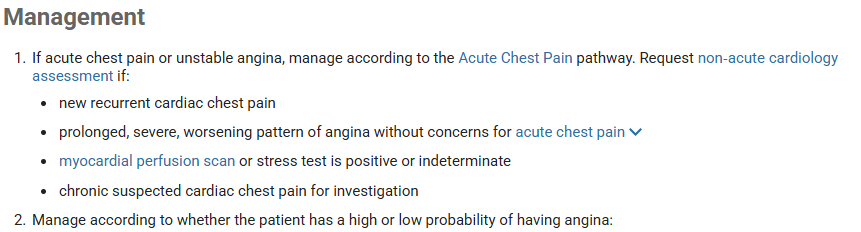 Management
1. If acute chest pain or unstable angina, manage according to the Acute Chest Pain pathway. Request non-acute cardiology
assessment if:
• new recurrent cardiac chest pain
• prolonged, severe, worsening pattern of angina without concerns for acute chest pain
• myocardial perfusion scan or stress test is positive or indeterminate
• chronic suspected cardiac chest pain for investigation
2. Manage according to whether the patient has a high or low probability of having angina: